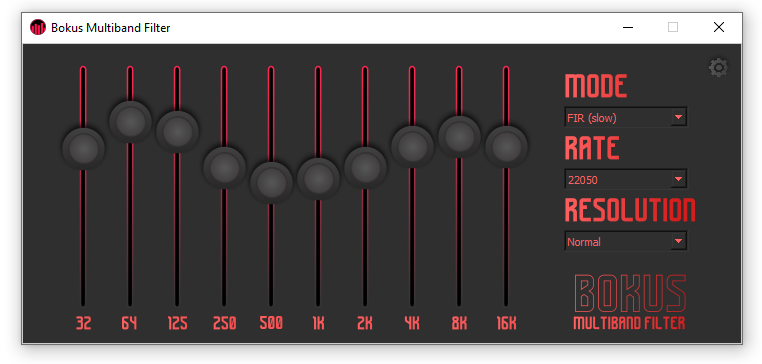 Bokus Multiband Filter
MODE
FIR (slow)
RATE
22050
RESOLUTION
Normal
BOKUS
MULTIBAND FILTER
32 64 125 250 500 1K 2K 4K 8K 16K